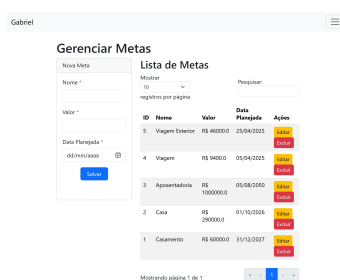 Gabriel
Gerenciar Metas
Nova Meta
Nome *
Valor *
Data Planejada *
dd/mm/aaaa
Salvar
Lista de Metas
Mostrar
10
registros por página
Pesquisar:
ID Nome Valor Data Planejada Ações
5 Viagem Exterior R$ 46000.0 25/04/2025 Editar
Excluir
4 Viagem R$ 9400.0 05/04/2025 Editar
Excluir
3 Aposentadoria R$ 1000000.0 05/08/2050 Editar
Excluir
2 Casa R$ 290000.0 01/10/2026 Editar
Excluir
1 Casamento R$ 60000.0 31/12/2027 Editar
Excluir
Mostrando página 1 de 1
« ‹ 1 › »